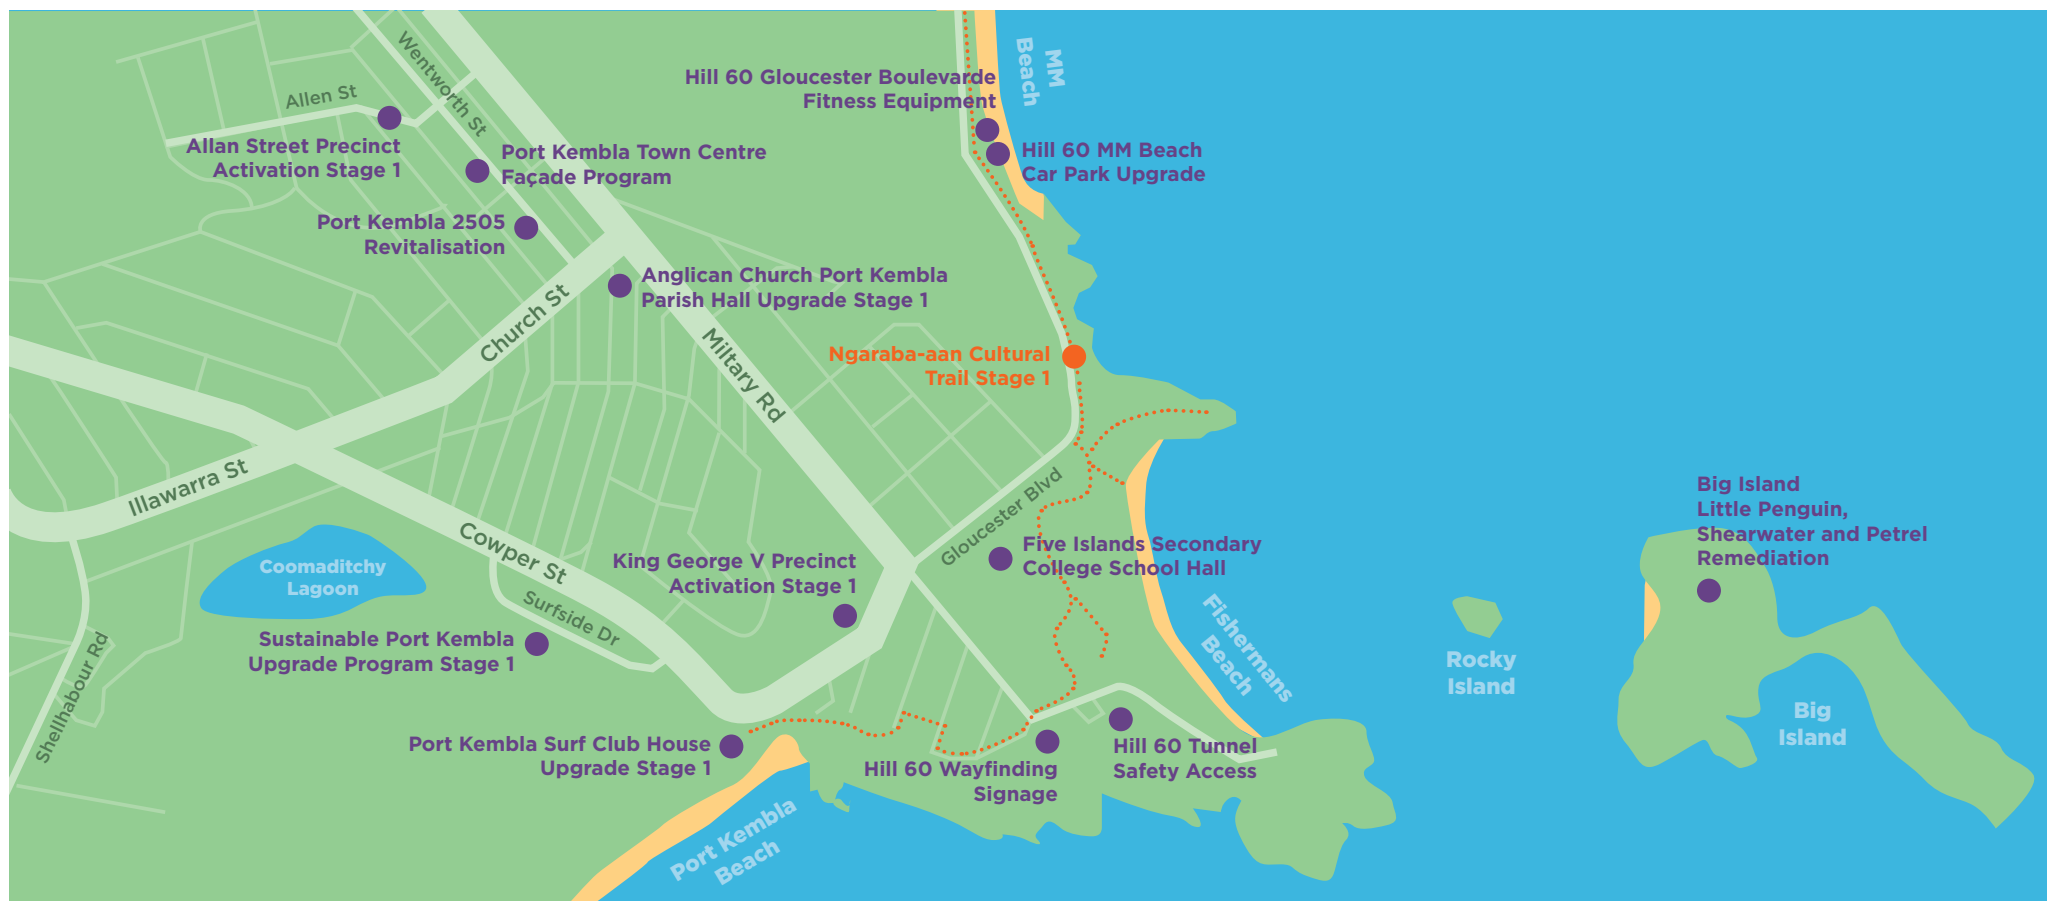 MM
Beach
Wentworth St
Hill 60 Gloucester Boulevarde
Fitness Equipment
Allen St
Allan Street Precinct
Activation Stage 1
Port Kembla Town Centre
Façade Program
Hill 60 MM Beach
Car Park Upgrade
Port Kembla 2505
Revitalisation
Anglican Church Port Kembla
Parish Hall Upgrade Stage 1
Church St
Miltary Rd
Ngaraba-aan Cultural
Trail Stage 1
Illawarra St
Gloucester Blvd
Big Island
Little Penguin,
Shearwater and Petrel
Remediation
Cowper St
Coomaditchy
Lagoon
King George V Precinct
Activation Stage 1
Five Islands Secondary
College School Hall
Surfside Dr
Fishermans
Beach
Sustainable Port Kembla
Upgrade Program Stage 1
Shellhabour Rd
Rocky
Island
Big
Island
Port Kembla Surf Club House
Upgrade Stage 1
Hill 60 Wayfinding
Signage
Hill 60 Tunnel
Safety Access
Port Kembla
Beach